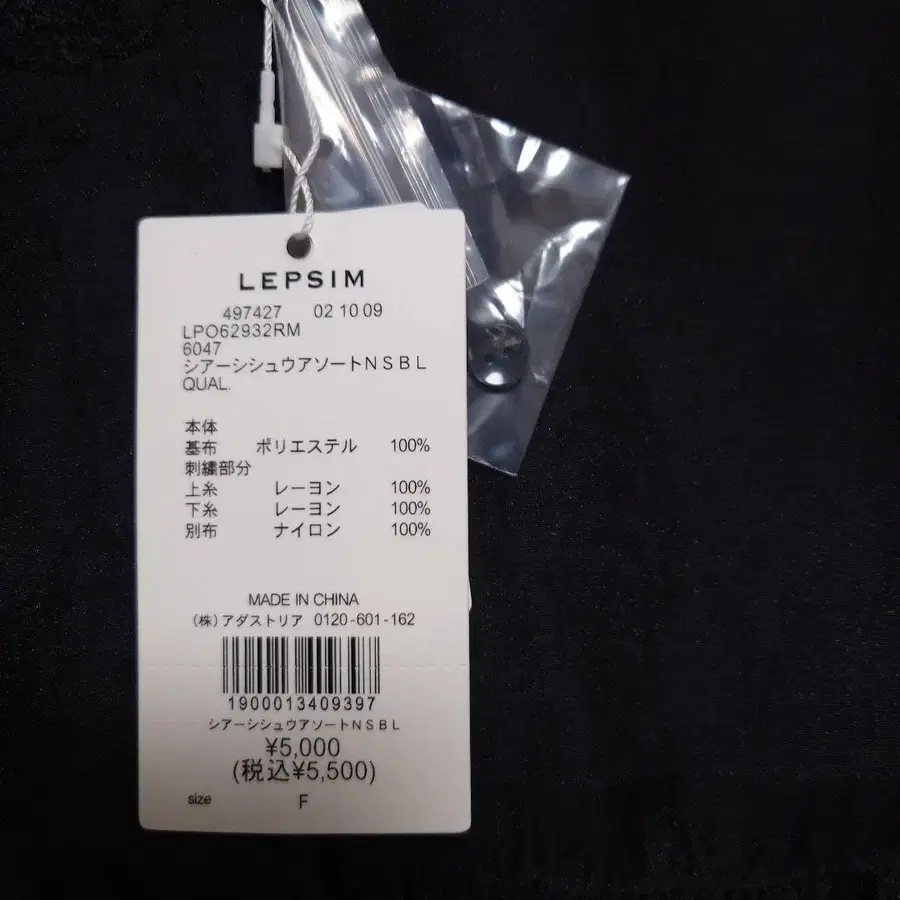 LEPSIM
497427 02 10 09
LPO62932RM
6047
シアーシシュウアソートNSBL
QUAL.
本体
基布 ポリエステル 100%
刺繍部分
上糸 レーヨン 100%
下糸 レーヨン 100%
別布 ナイロン 100%
MADE IN CHINA
(株)アダストリア 0120-601-162
1900013409397
シアーシシュウアソートNSBL
¥5,000
(税込¥5,500)
size F